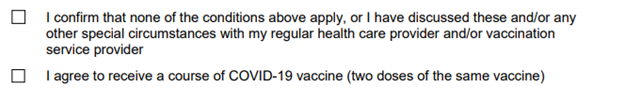 I confirm that none of the conditions above apply, or I have discussed these and/or any
other special circumstances with my regular health care provider and/or vaccination
service provider
I agree to receive a course of COVID-19 vaccine (two doses of the same vaccine)